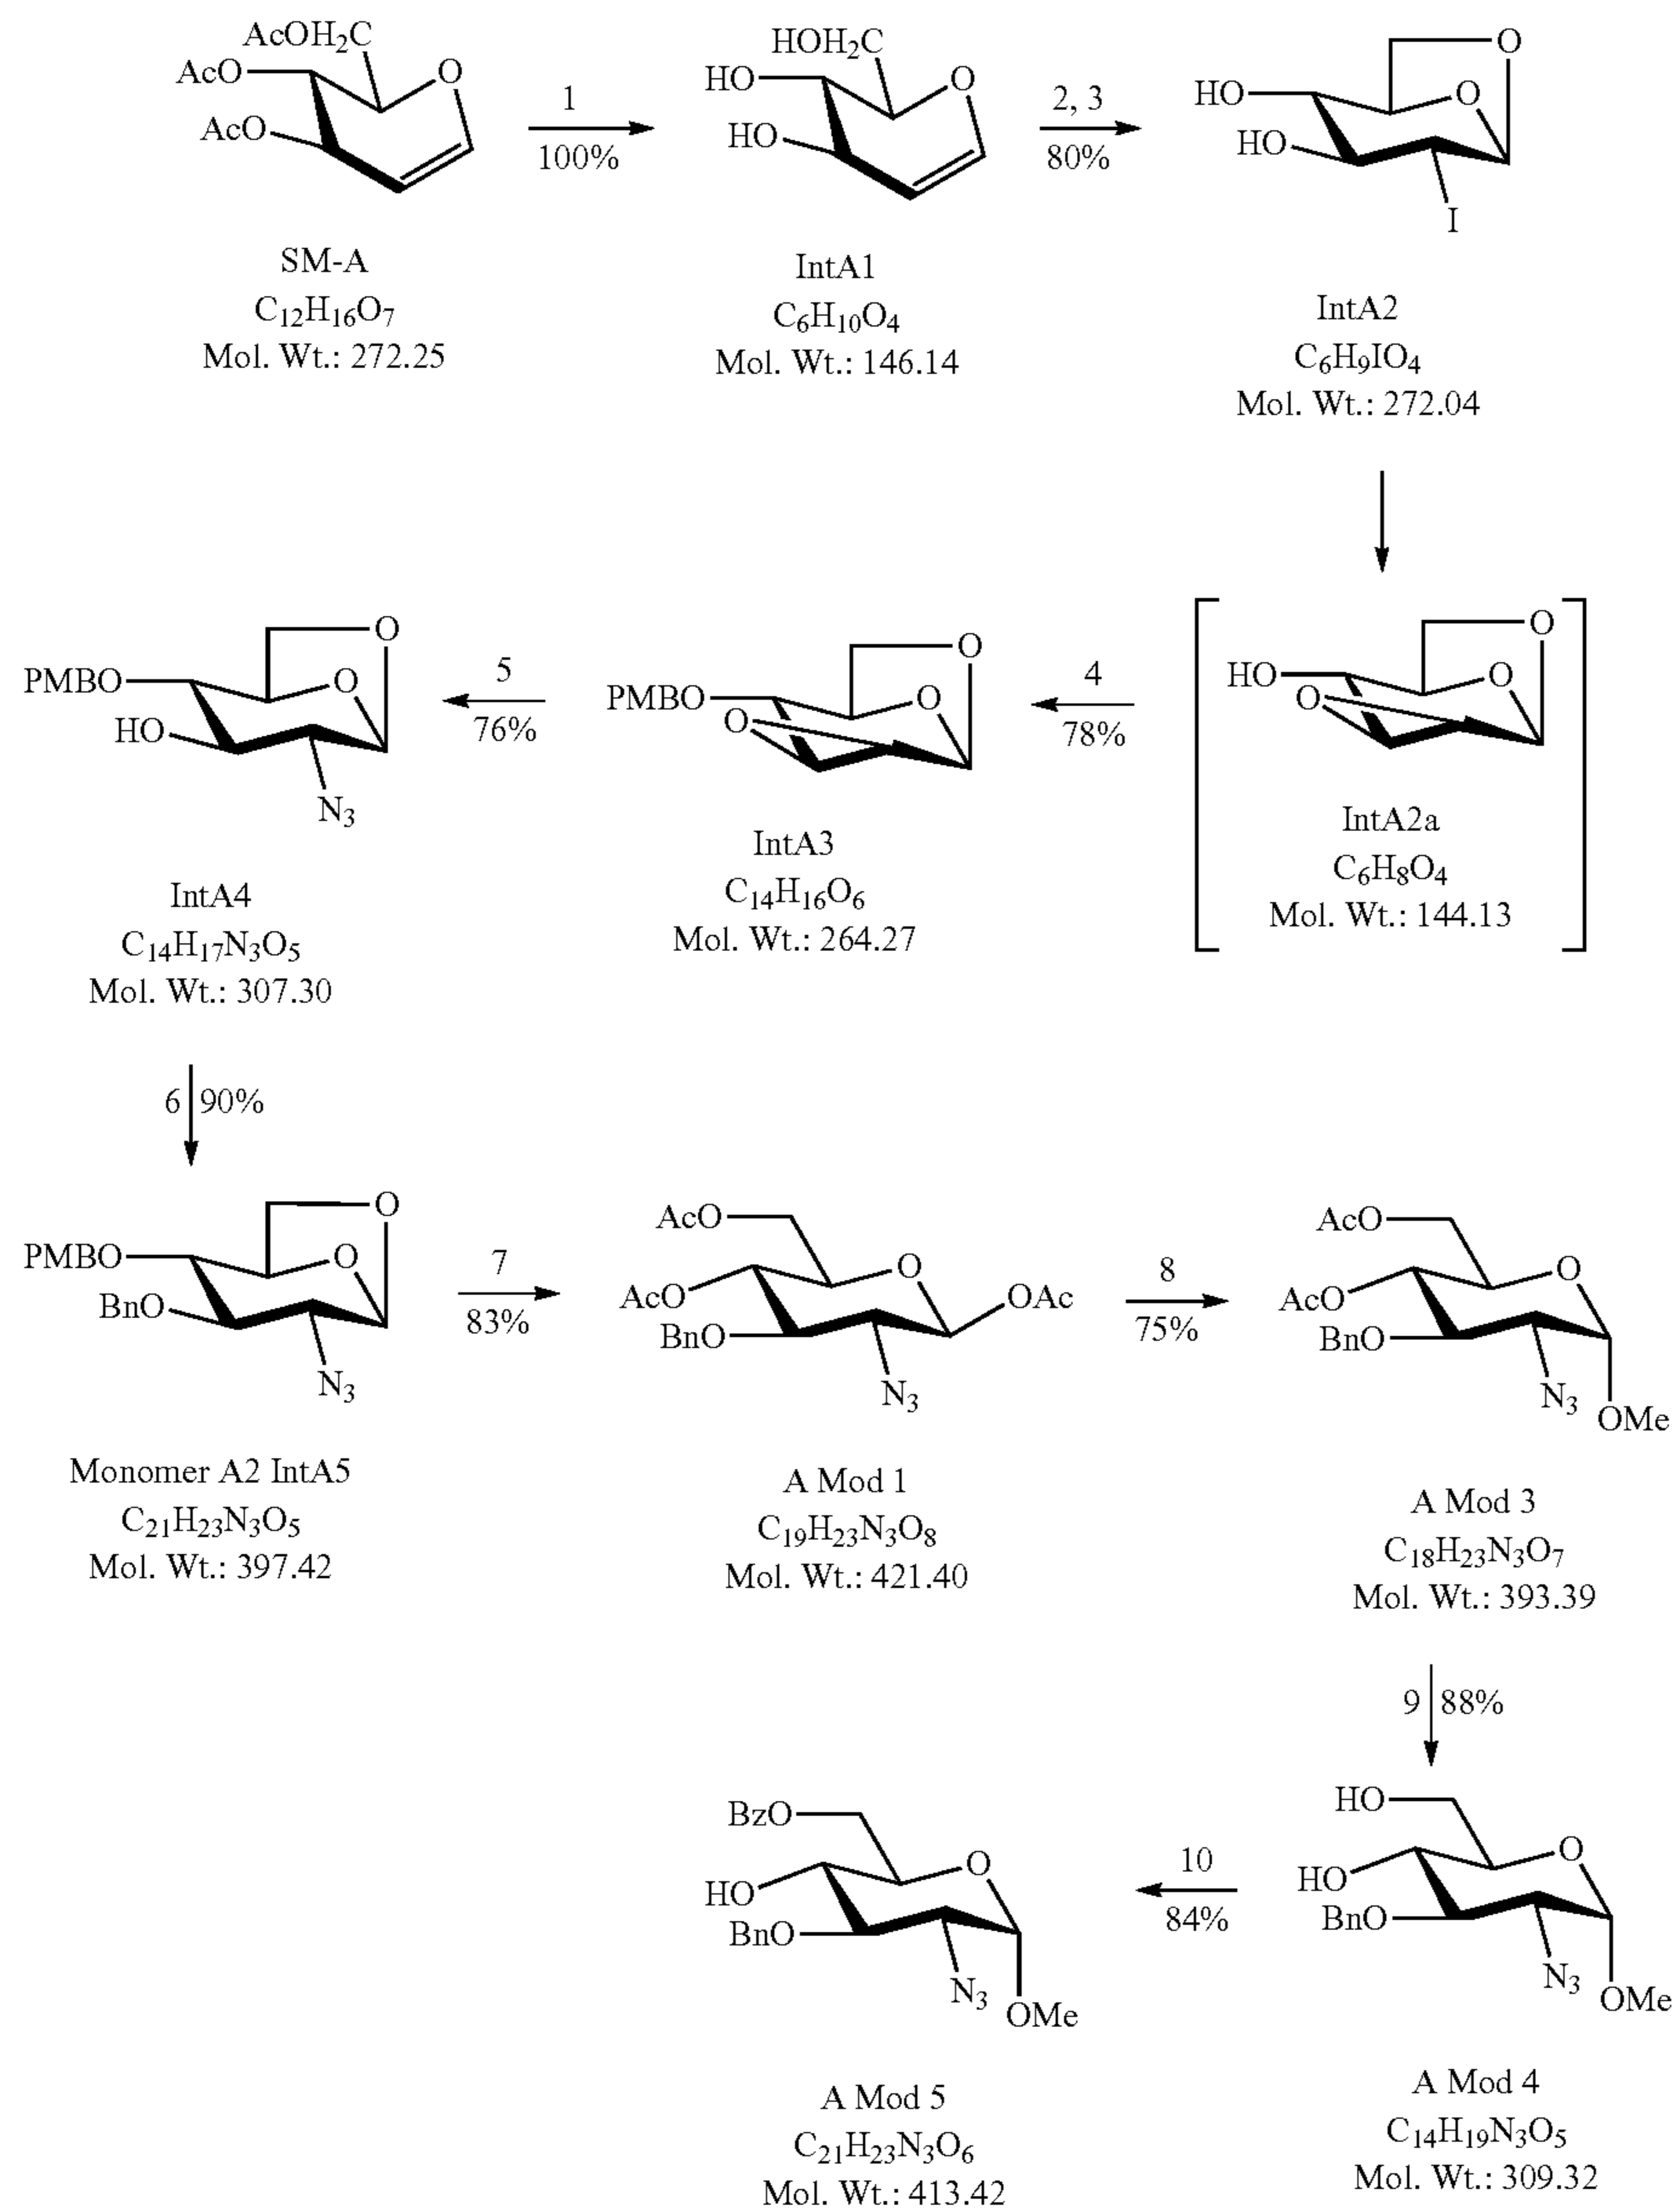 AcOH₂C
AcO
O
AcO
SM-A
C₁₂H₁₆O₇
Mol. Wt.: 272.25
1
100%
HOH₂C
HO
O
HO
IntA1
C₆H₁₀O₄
Mol. Wt.: 146.14
2, 3
80%
O
HO
O
HO
I
IntA2
C₆H₉IO₄
Mol. Wt.: 272.04
O
HO
O
O
IntA2a
C₆H₈O₄
Mol. Wt.: 144.13
4
78%
O
PMBO
O
O
IntA3
C₁₄H₁₆O₆
Mol. Wt.: 264.27
5
76%
O
PMBO
O
HO
N₃
IntA4
C₁₄H₁₇N₃O₅
Mol. Wt.: 307.30
6
90%
O
PMBO
O
BnO
N₃
Monomer A2 IntA5
C₂₁H₂₃N₃O₅
Mol. Wt.: 397.42
7
83%
AcO
O
AcO
OAc
BnO
N₃
A Mod 1
C₁₉H₂₃N₃O₈
Mol. Wt.: 421.40
8
75%
AcO
O
AcO
BnO
N₃
OMe
A Mod 3
C₁₈H₂₃N₃O₇
Mol. Wt.: 393.39
9
88%
HO
O
HO
BnO
N₃
OMe
A Mod 4
C₁₄H₁₉N₃O₅
Mol. Wt.: 309.32
10
84%
BzO
O
HO
BnO
N₃
OMe
A Mod 5
C₂₁H₂₃N₃O₆
Mol. Wt.: 413.42